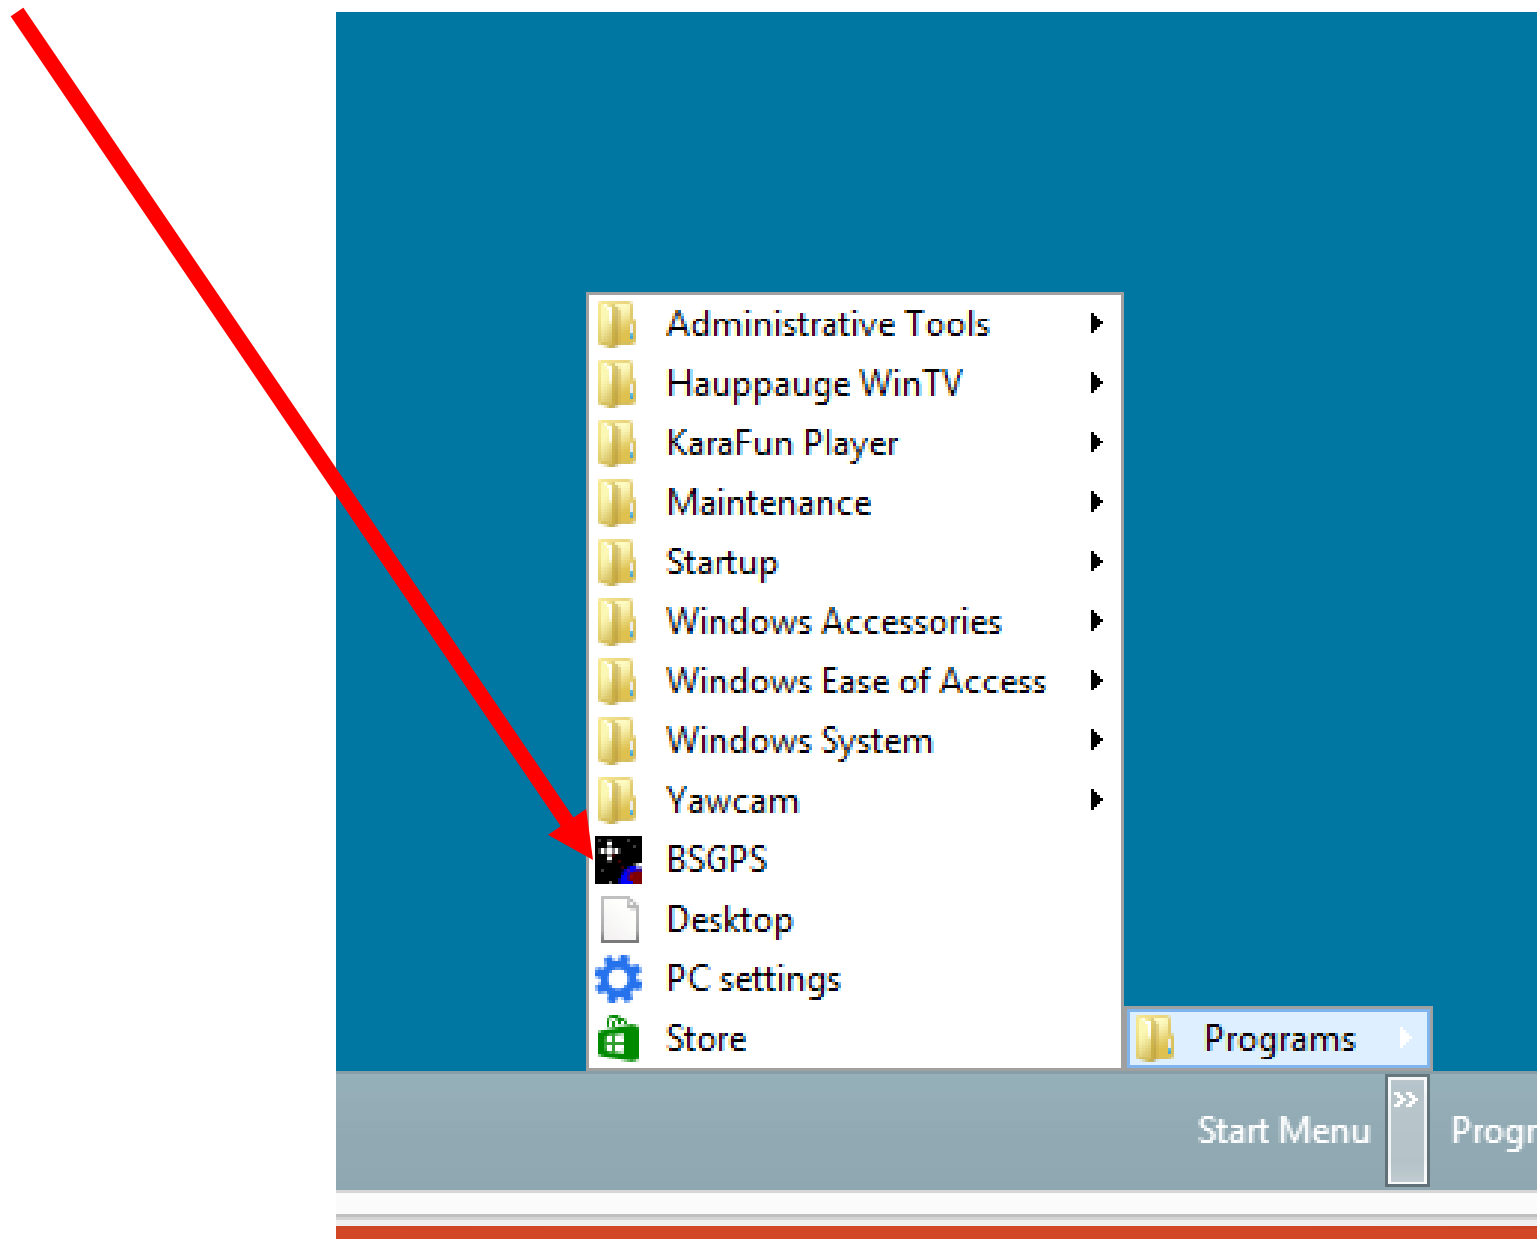 Administrative Tools
Hauppauge WinTV
KaraFun Player
Maintenance
Startup
Windows Accessories
Windows Ease of Access
Windows System
Yawcam
BSGPS
Desktop
PC settings
Store
Programs
Start Menu
Progr